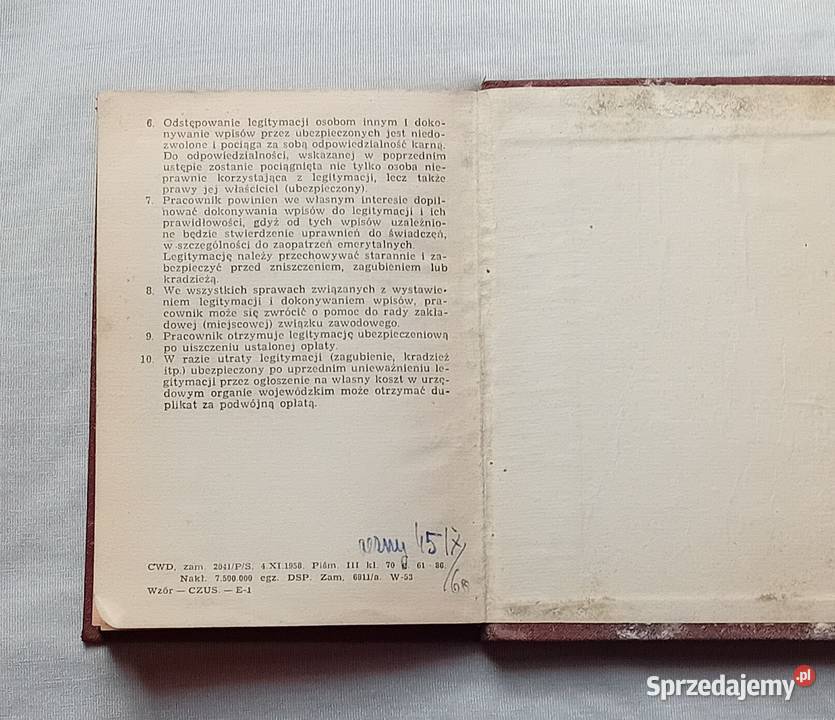 6. Odstępowanie legitymacji osobom innym i doko-
nywanie wpisów przez ubezpieczonych jest niedo-
zwolone i pociąga za sobą odpowiedzialność karną.
Do odpowiedzialności, wskazanej w poprzednim
ustępie zostanie pociągnięta nie tylko osoba nie-
prawnie korzystająca z legitymacji, lecz także
prawy jej właściciel (ubezpieczony).
7. Pracownik powinien we własnym interesie dopil-
nować dokonywania wpisów do legitymacji i ich
prawidłowości, gdyż od tych wpisów uzależnio-
ne będzie stwierdzenie uprawnień do świadczeń,
w szczególności do zaopatrzeń emerytalnych.
Legitymację należy przechowywać starannie i za-
bezpieczyć przed zniszczeniem, zagubieniem lub
kradzieżą.
8. We wszystkich sprawach związanych z wystawie-
niem legitymacji i dokonywaniem wpisów, pra-
cownik może się zwrócić o pomoc do rady zakła-
dowej (miejscowej) związku zawodowego.
9. Pracownik otrzymuje legitymację ubezpieczeniową
po uiszczeniu ustalonej opłaty.
10. W razie utraty legitymacji (zagubienie, kradzież
itp.) ubezpieczony po uprzednim unieważnieniu le-
gitymacji przez ogłoszenie na własny koszt w urzę-
dowym organie wojewódzkim może otrzymać du-
plikat za podwójną opłatą.
45
CWD, zam. 2041/P/S, 4.XI.1958. Piśm. III kl. 70 g. 61-86.
Nakł. 7.500.000 egz. DSP. Zam. 6011/a. W-53
Wzór — CZUS. — E-1
Sprzedajemy.pl